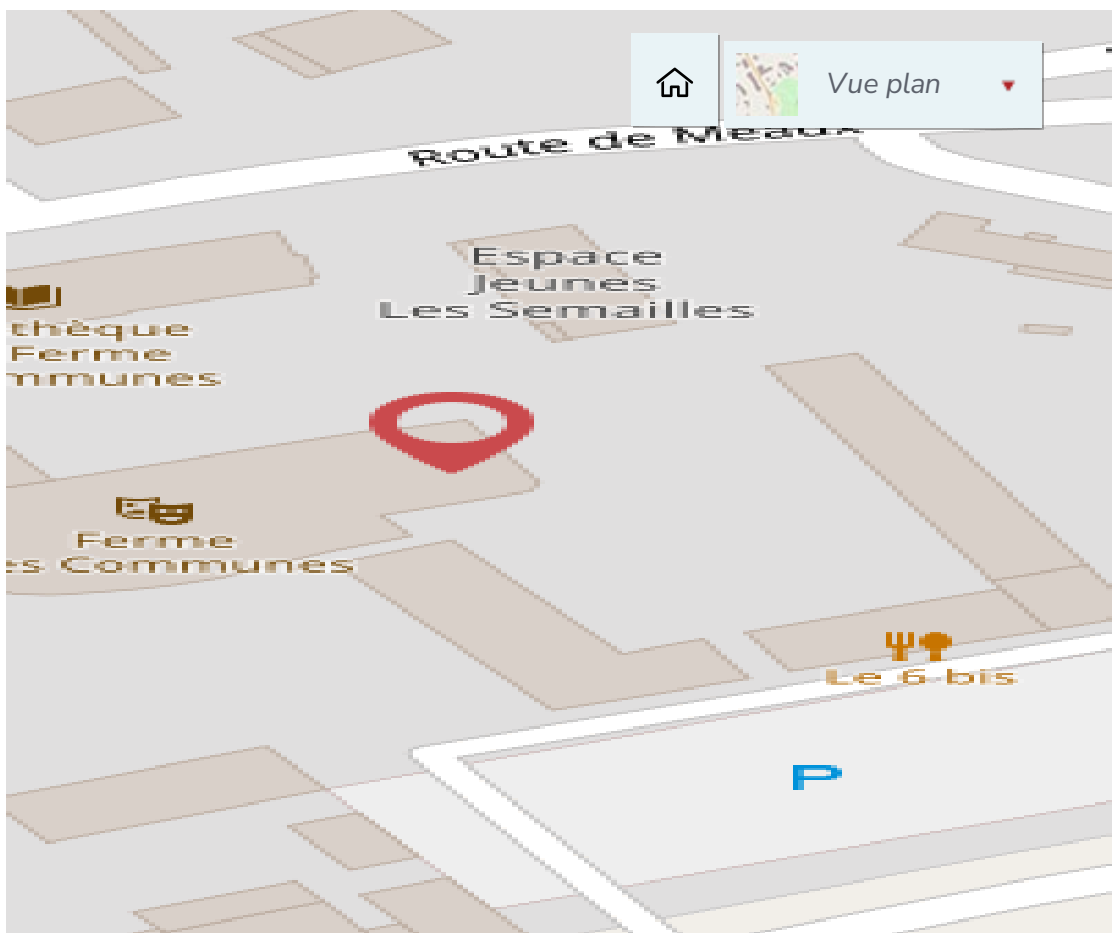 Vue plan
Route de Meaux
Espace
Jeunes
Les Semailles
thèque
Ferme
mmunes
Ferme
es Communes
Le 6 bis
P